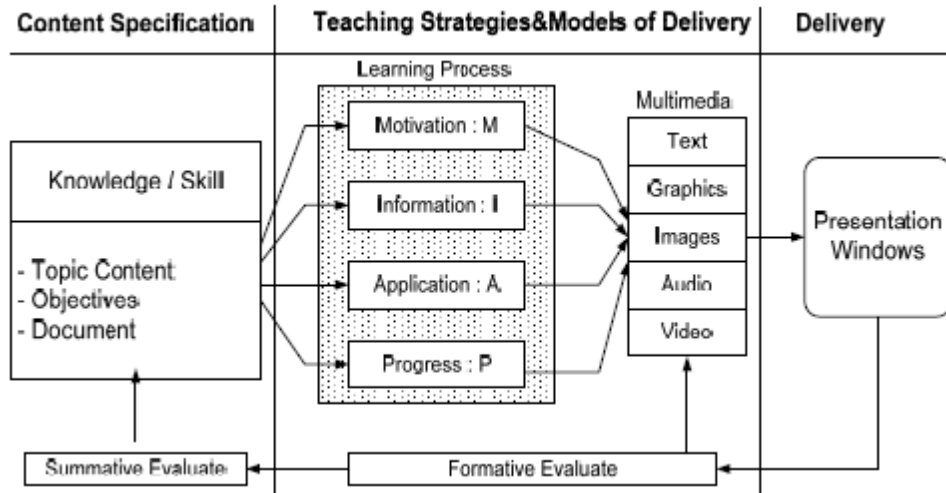 Content Specification
Teaching Strategies&Models of Delivery
Delivery
Learning Process
Multimedia
Knowledge / Skill
- Topic Content
- Objectives
- Document
Motivation : M
Information : I
Application : A
Progress : P
Text
Graphics
Images
Audio
Video
Presentation
Windows
Summative Evaluate
Formative Evaluate